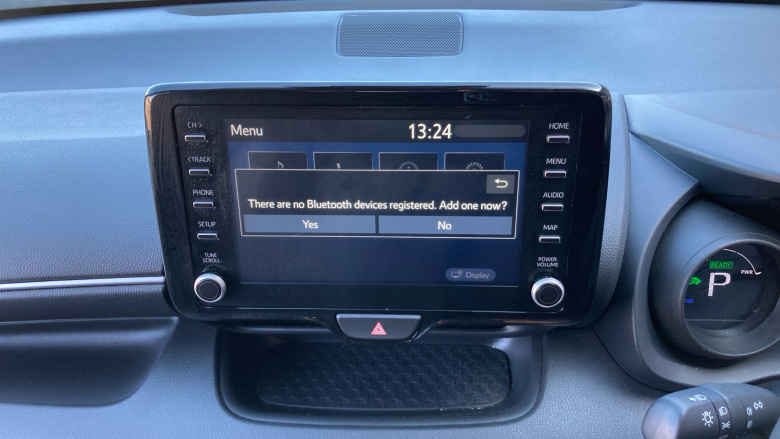 CH >
< TRACK
PHONE
SETUP
TUNE
SCROLL
Menu
13:24
There are no Bluetooth devices registered. Add one now?
Yes No
Display
HOME
MENU
AUDIO
MAP
POWER
VOLUME
READY
PWR
P
CHG